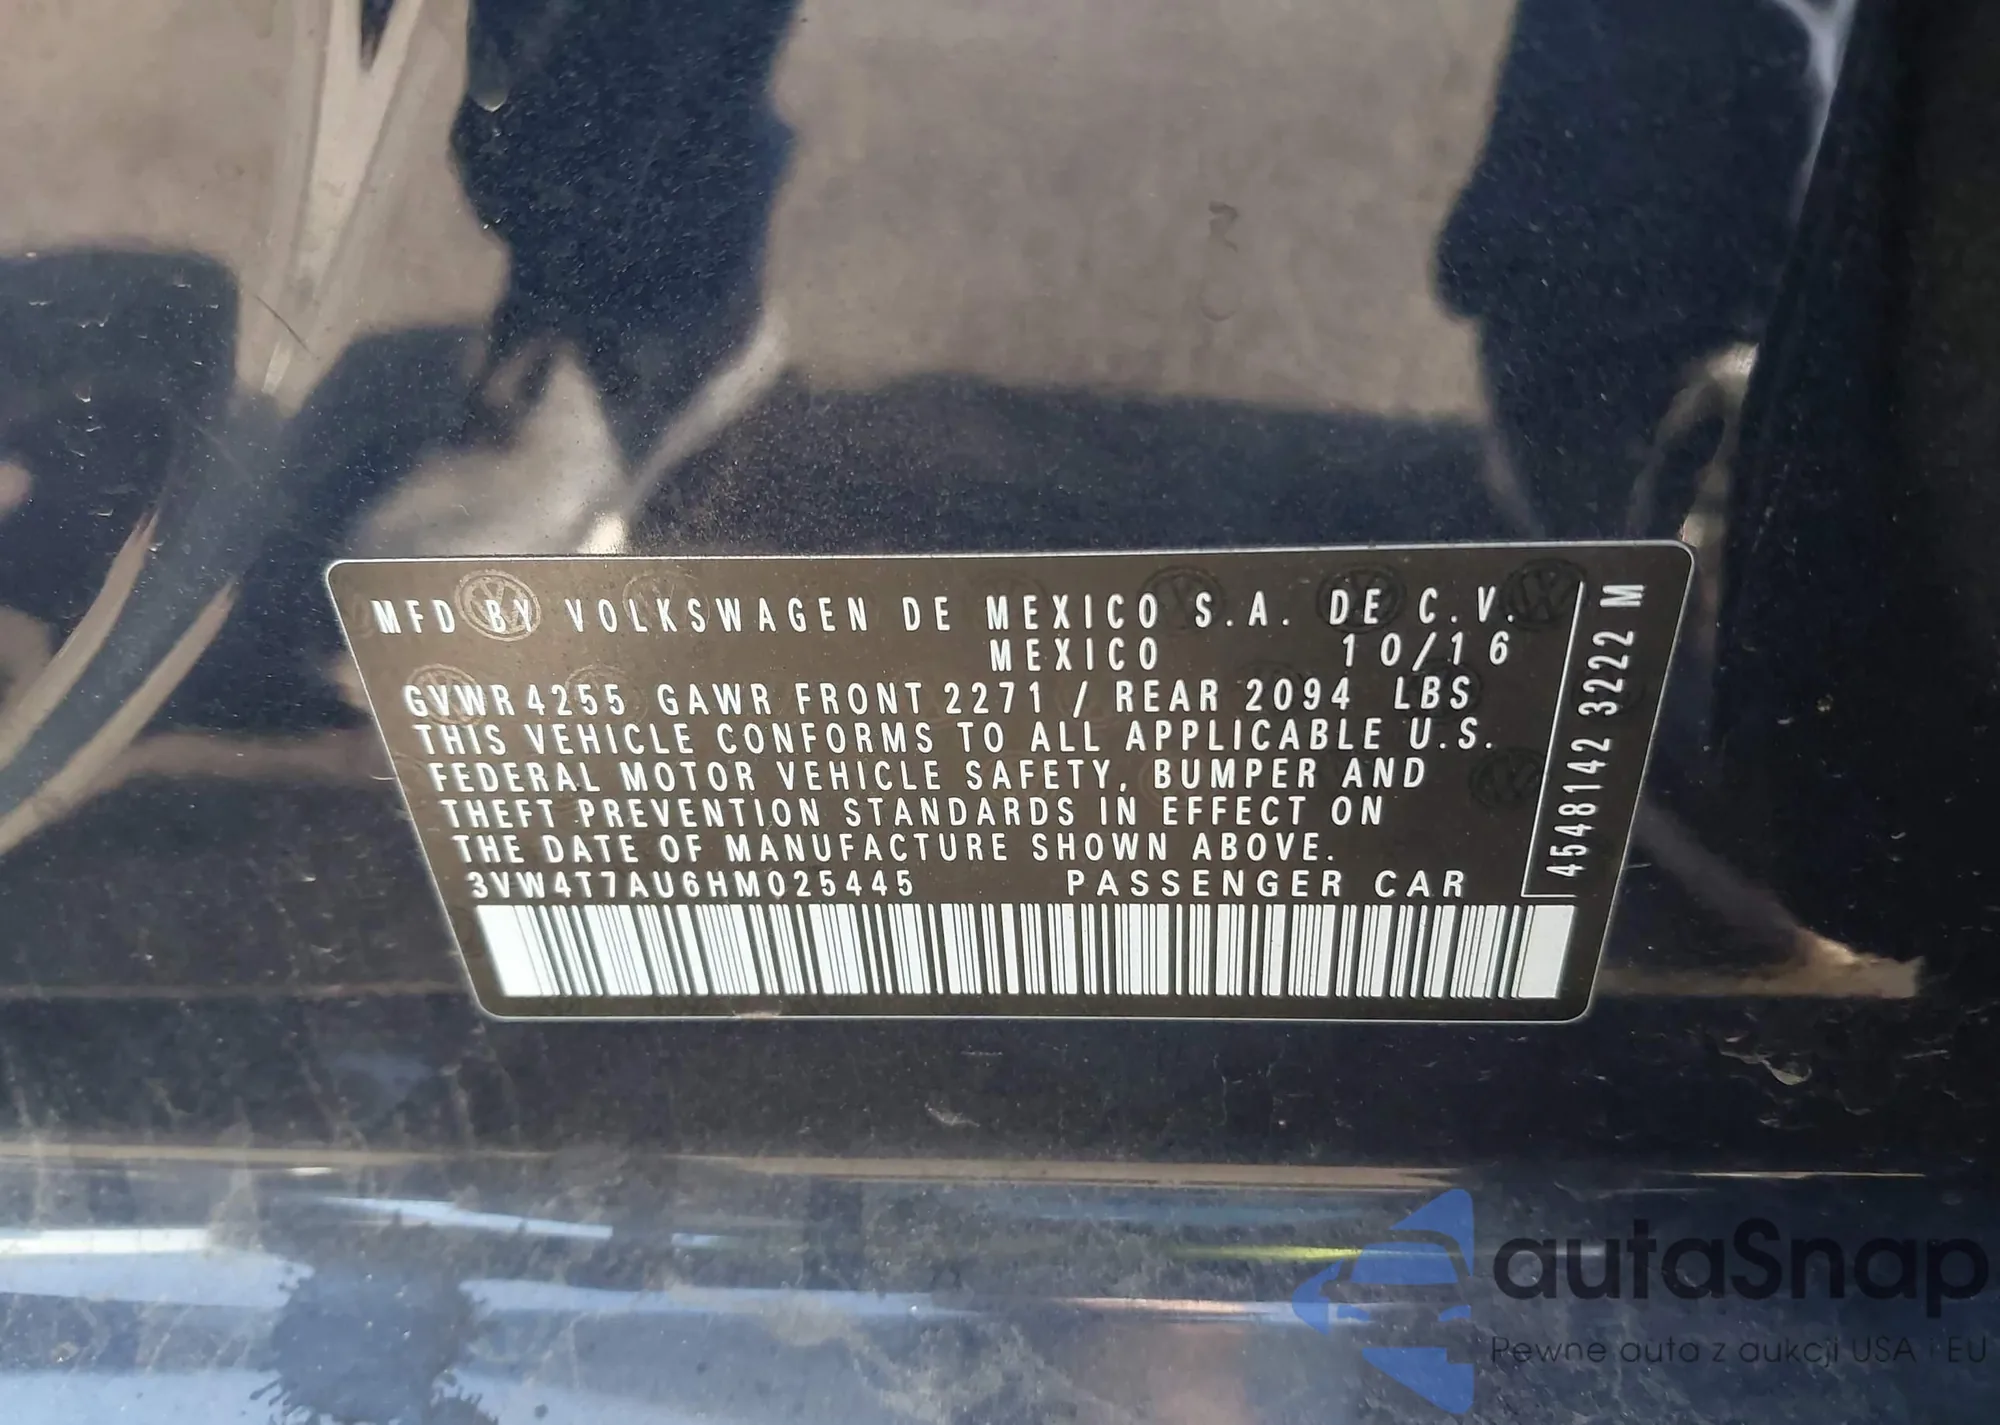 MFD BY VOLKSWAGEN DE MEXICO S.A. DE C.V.
MEXICO 10/16
GVWR 4255 GAWR FRONT 2271 / REAR 2094 LBS
THIS VEHICLE CONFORMS TO ALL APPLICABLE U.S.
FEDERAL MOTOR VEHICLE SAFETY, BUMPER AND
THEFT PREVENTION STANDARDS IN EFFECT ON
THE DATE OF MANUFACTURE SHOWN ABOVE.
3VW4T7AU6HM025445 PASSENGER CAR
4548142 3222 M
autaSnap
Pewne auta z aukcji USA i EU